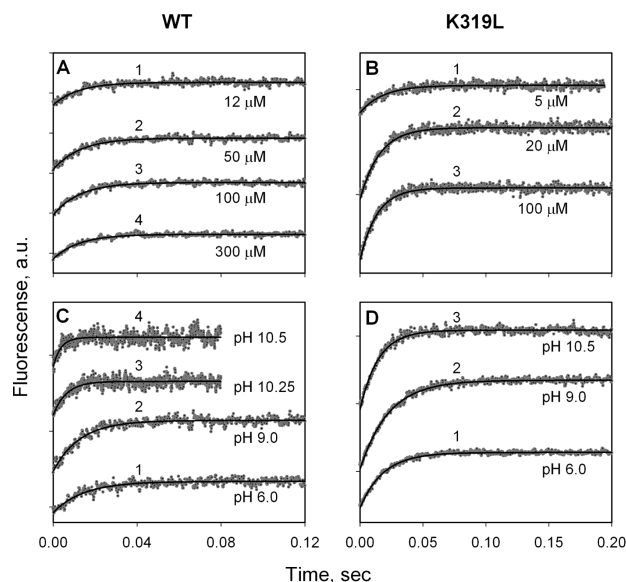 WT K319L
A 1 12 μM
2 50 μM
3 100 μM
4 300 μM
B 1 5 μM
2 20 μM
3 100 μM
C 4 pH 10.5
3 pH 10.25
2 pH 9.0
1 pH 6.0
D 3 pH 10.5
2 pH 9.0
1 pH 6.0
Fluorescense, a.u.
0.00 0.04 0.08 0.12
0.00 0.05 0.10 0.15 0.20
Time, sec